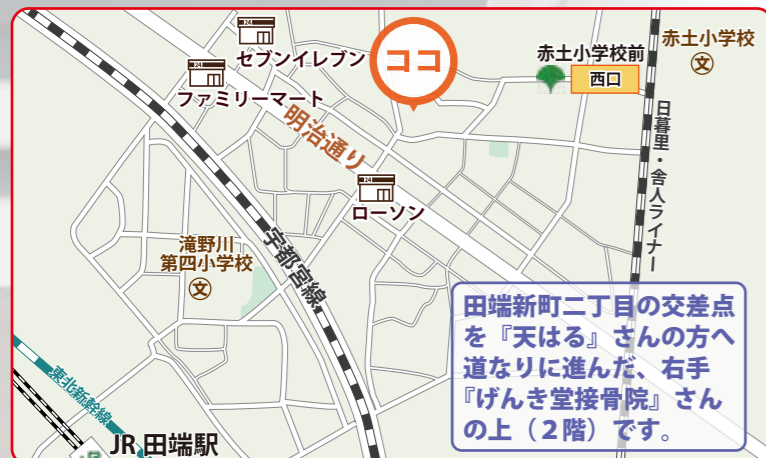 セブンイレブン
ココ
赤土小学校前
西口
赤土小学校
文
ファミリーマート
明治通り
日暮里・舎人ライナー
ローソン
滝野川
第四小学校
文
宇都宮線
田端新町二丁目の交差点
を『天はる』さんの方へ
道なりに進んだ、右手
『げんき堂接骨院』さん
の上（２階）です。
東北新幹線
JR 田端駅